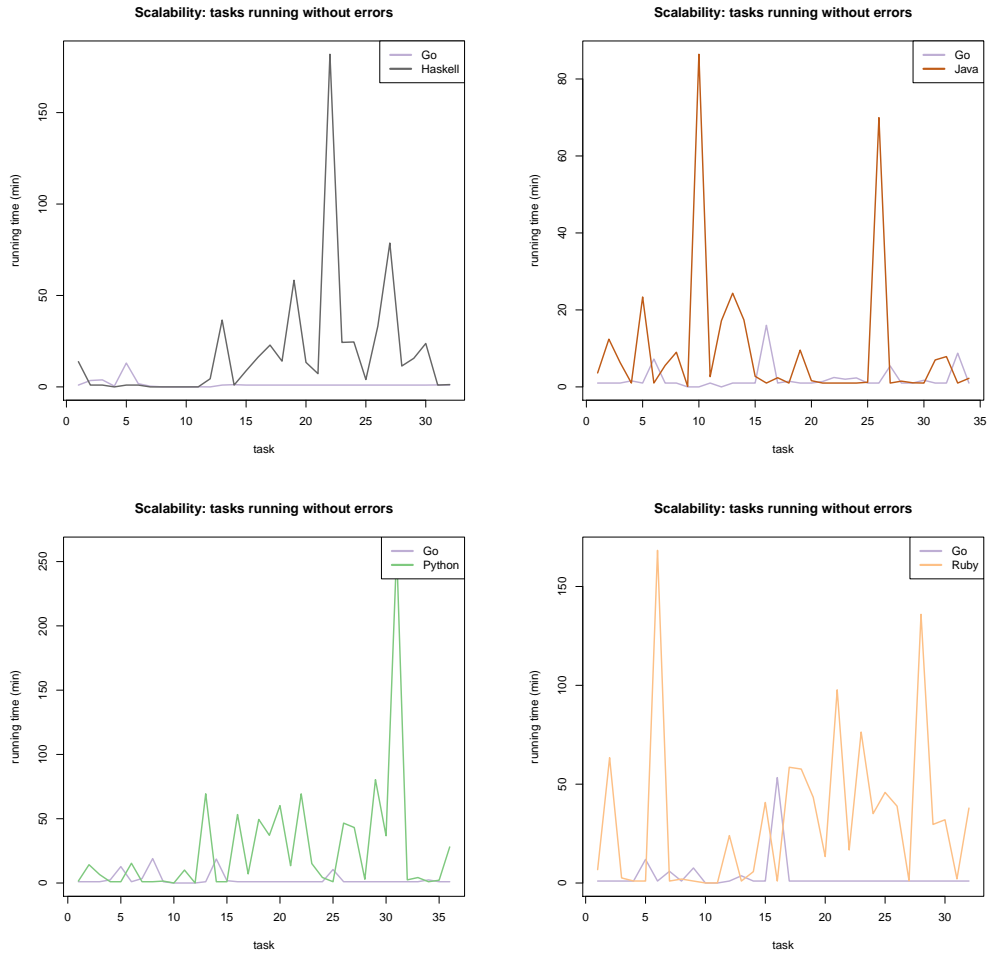 Scalability: tasks running without errors
Go
Haskell
running time (min)
0
50
100
150
0 5 10 15 20 25 30
task
Scalability: tasks running without errors
Go
Java
running time (min)
0
20
40
60
80
0 5 10 15 20 25 30 35
task
Scalability: tasks running without errors
Go
Python
running time (min)
0
50
100
150
200
250
0 5 10 15 20 25 30 35
task
Scalability: tasks running without errors
Go
Ruby
running time (min)
0
50
100
150
0 5 10 15 20 25 30
task